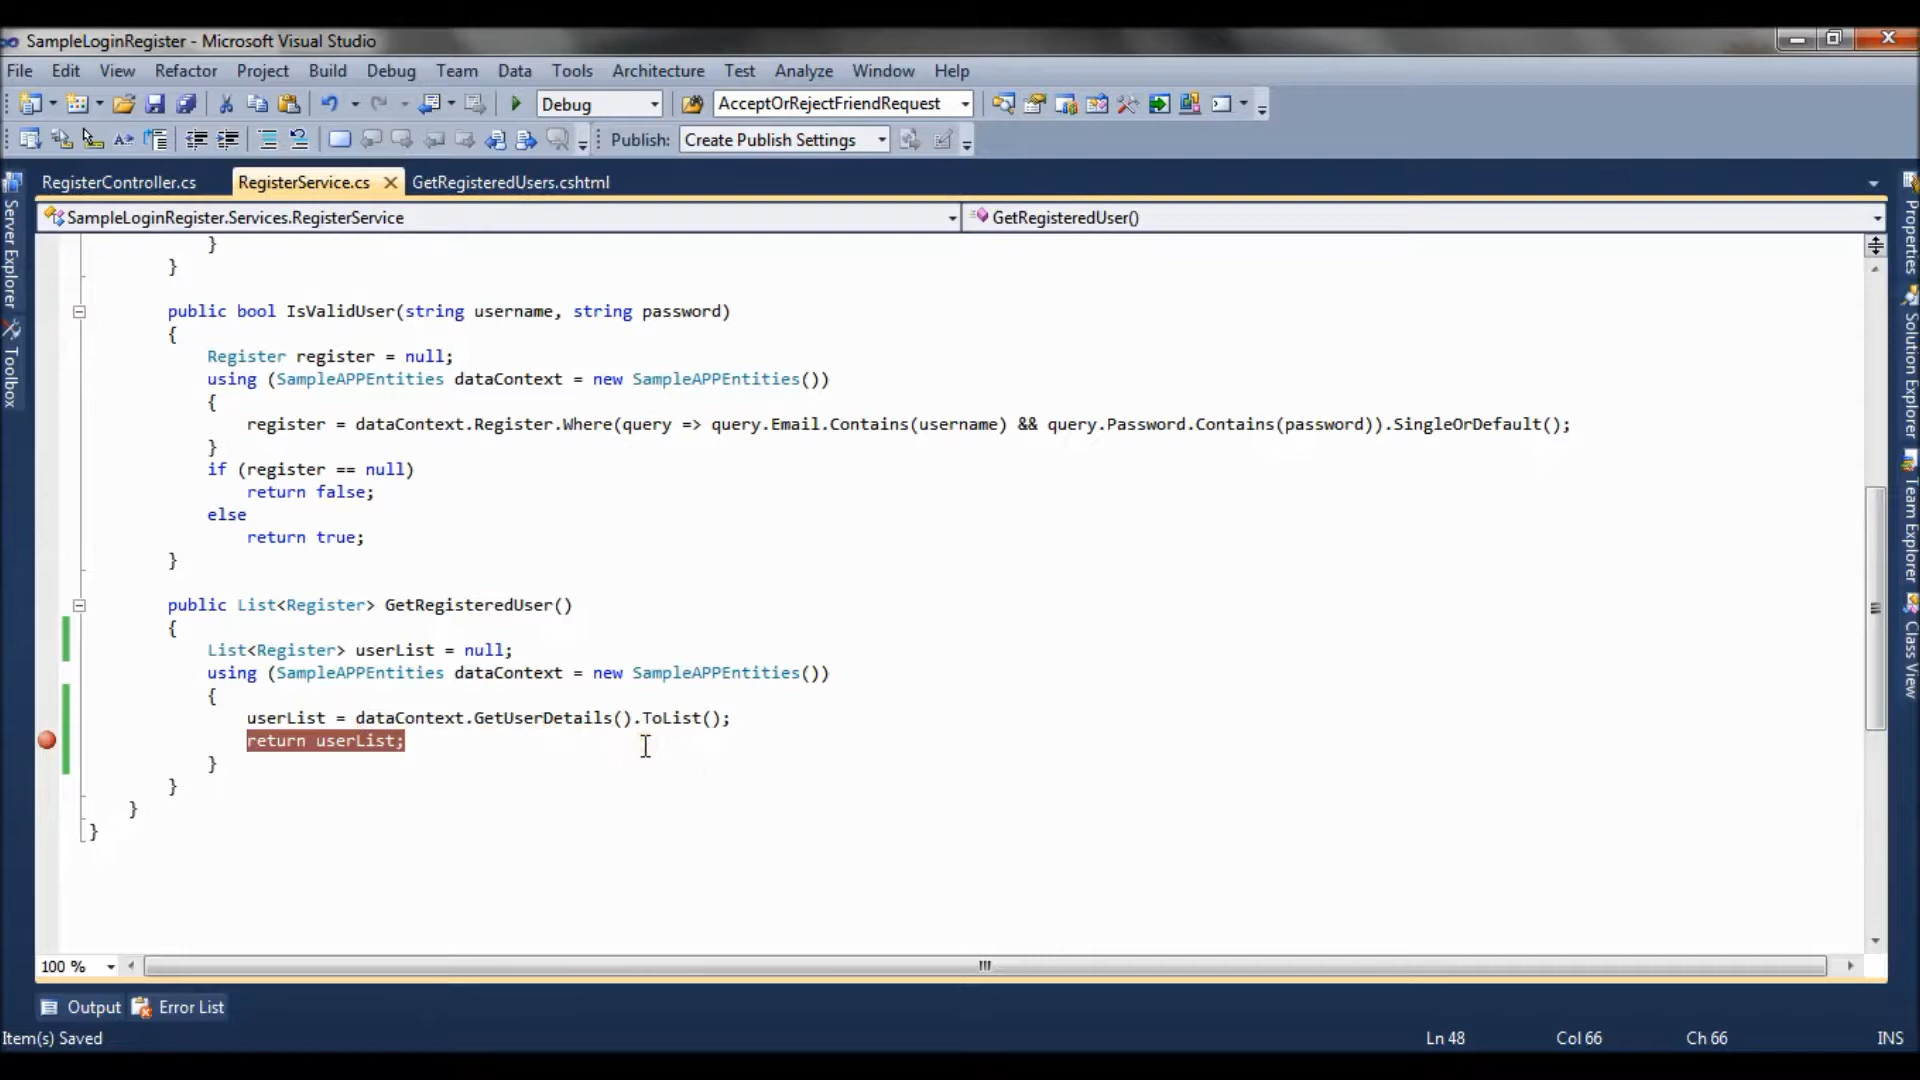 SampleLoginRegister - Microsoft Visual Studio
File Edit View Refactor Project Build Debug Team Data Tools Architecture Test Analyze Window Help
Debug AcceptOrRejectFriendRequest
Publish: Create Publish Settings
RegisterController.cs RegisterService.cs GetRegisteredUsers.cshtml
SampleLoginRegister.Services.RegisterService GetRegisteredUser()
Server Explorer
Toolbox
}
}
public bool IsValidUser(string username, string password)
{
Register register = null;
using (SampleAPPEntities dataContext = new SampleAPPEntities())
{
register = dataContext.Register.Where(query => query.Email.Contains(username) && query.Password.Contains(password)).SingleOrDefault();
}
if (register == null)
return false;
else
return true;
}
public List<Register> GetRegisteredUser()
{
List<Register> userList = null;
using (SampleAPPEntities dataContext = new SampleAPPEntities())
{
userList = dataContext.GetUserDetails().ToList();
return userList;
}
}
}
}
Properties
Solution Explorer
Team Explorer
Class View
100 %
Output Error List
Item(s) Saved Ln 48 Col 66 Ch 66 INS